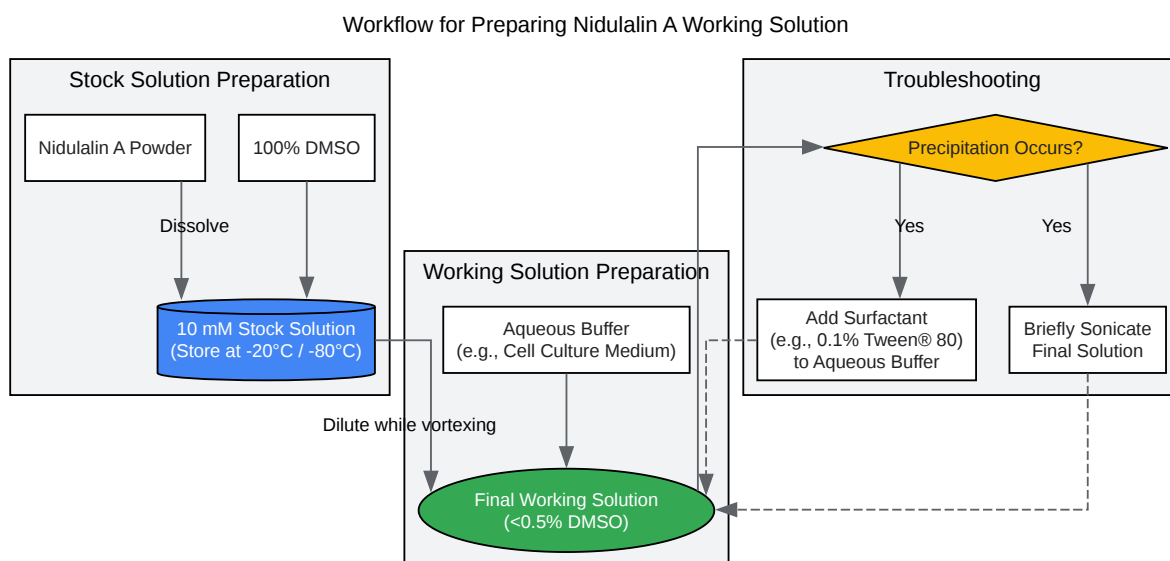 Workflow for Preparing Nidulalin A Working Solution
Stock Solution Preparation
Nidulalin A Powder
100% DMSO
Dissolve
10 mM Stock Solution
(Store at -20°C / -80°C)
Working Solution Preparation
Aqueous Buffer
(e.g., Cell Culture Medium)
Dilute while vortexing
Final Working Solution
(<0.5% DMSO)
Troubleshooting
Precipitation Occurs?
Yes
Yes
Add Surfactant
(e.g., 0.1% Tween® 80)
to Aqueous Buffer
Briefly Sonicate
Final Solution